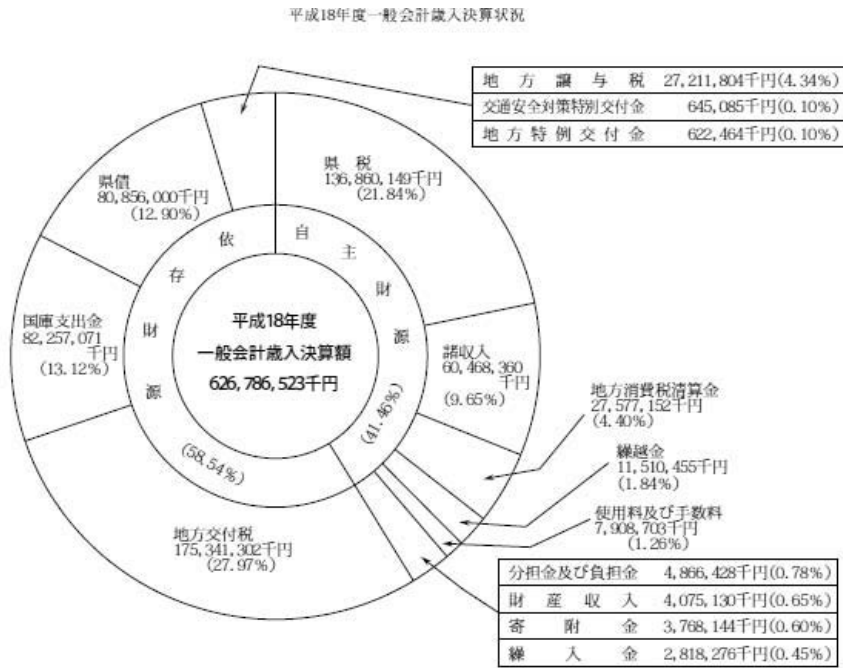 平成18年度一般会計歳入決算状況
地方譲与税 27,211,804千円(4.34%)
交通安全対策特別交付金 645,085千円(0.10%)
地方特例交付金 622,464千円(0.10%)
県税
136,860,149千円
(21.84%)
県債
80,856,000千円
(12.90%)
依存財源
(58.54%)
自主財源
(41.46%)
平成18年度
一般会計歳入決算額
626,786,523千円
国庫支出金
82,257,071
千円
(13.12%)
諸収入
60,468,360
千円
(9.65%)
地方消費税清算金
27,577,152千円
(4.40%)
繰越金
11,510,455千円
(1.84%)
使用料及び手数料
7,908,703千円
(1.26%)
地方交付税
175,341,302千円
(27.97%)
分担金及び負担金 4,866,428千円(0.78%)
財産収入 4,075,130千円(0.65%)
寄附金 3,768,144千円(0.60%)
繰入金 2,818,276千円(0.45%)